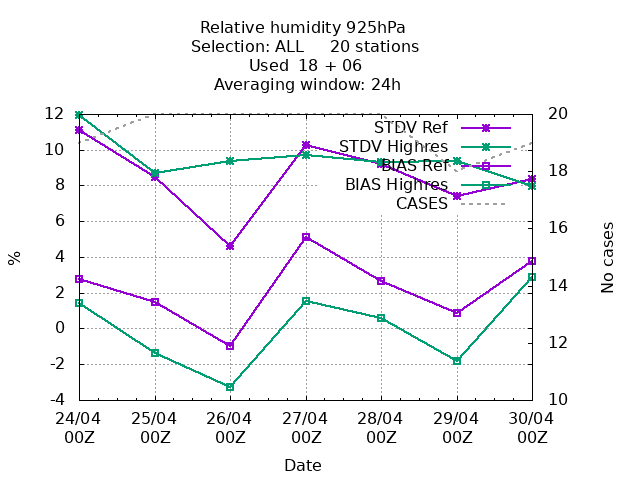 Relative humidity 925hPa
Selection: ALL 20 stations
Used 18 + 06
Averaging window: 24h
12
10
8
6
4
2
0
-2
-4
%
20
18
16
14
12
10
No cases
STDV Ref
STDV Highres
BIAS Ref
BIAS Highres
CASES
24/04 25/04 26/04 27/04 28/04 29/04 30/04
00Z 00Z 00Z 00Z 00Z 00Z 00Z
Date